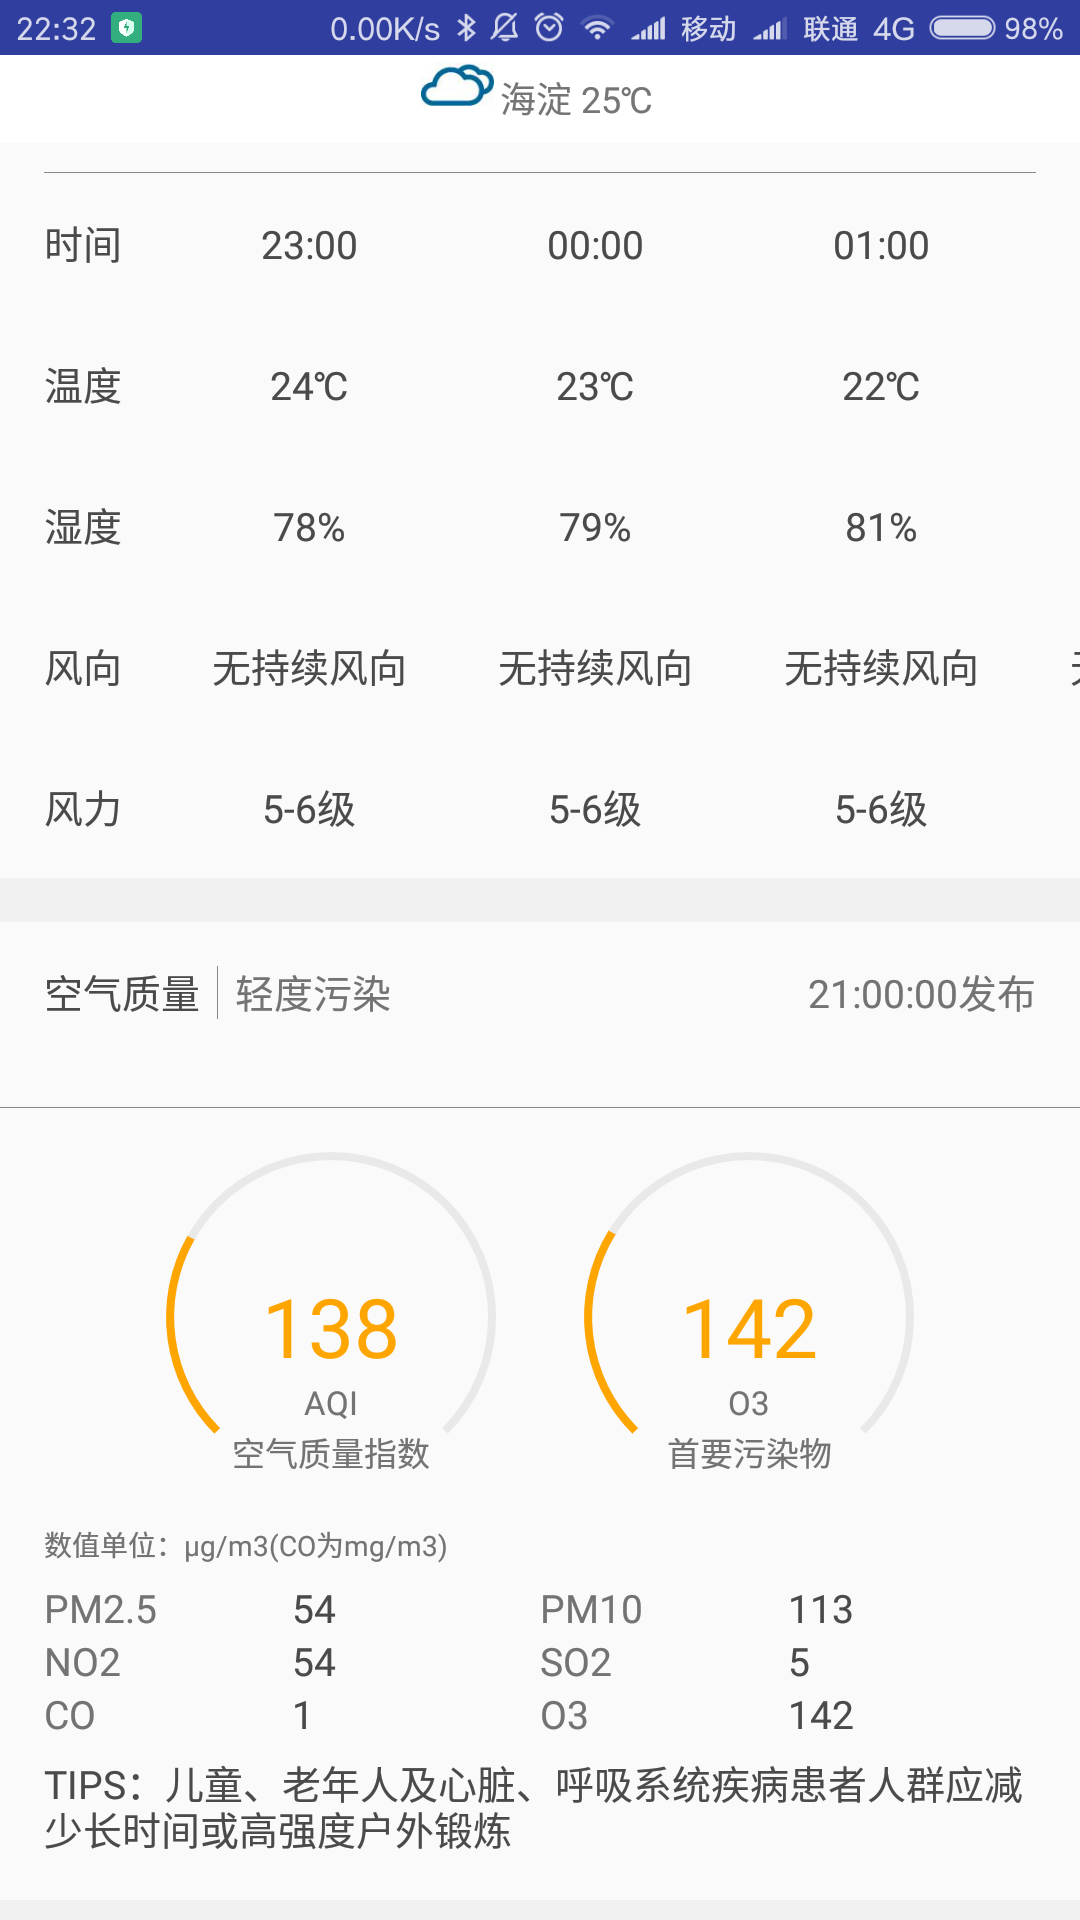 22:32 0.00K/s 移动 联通 4G 98%
海淀 25℃
时间 23:00 00:00 01:00
温度 24℃ 23℃ 22℃
湿度 78% 79% 81%
风向 无持续风向 无持续风向 无持续风向
风力 5-6级 5-6级 5-6级
空气质量 轻度污染 21:00:00发布
138 142
AQI O3
空气质量指数 首要污染物
数值单位：μg/m3(CO为mg/m3)
PM2.5 54 PM10 113
NO2 54 SO2 5
CO 1 O3 142
TIPS：儿童、老年人及心脏、呼吸系统疾病患者人群应减
少长时间或高强度户外锻炼